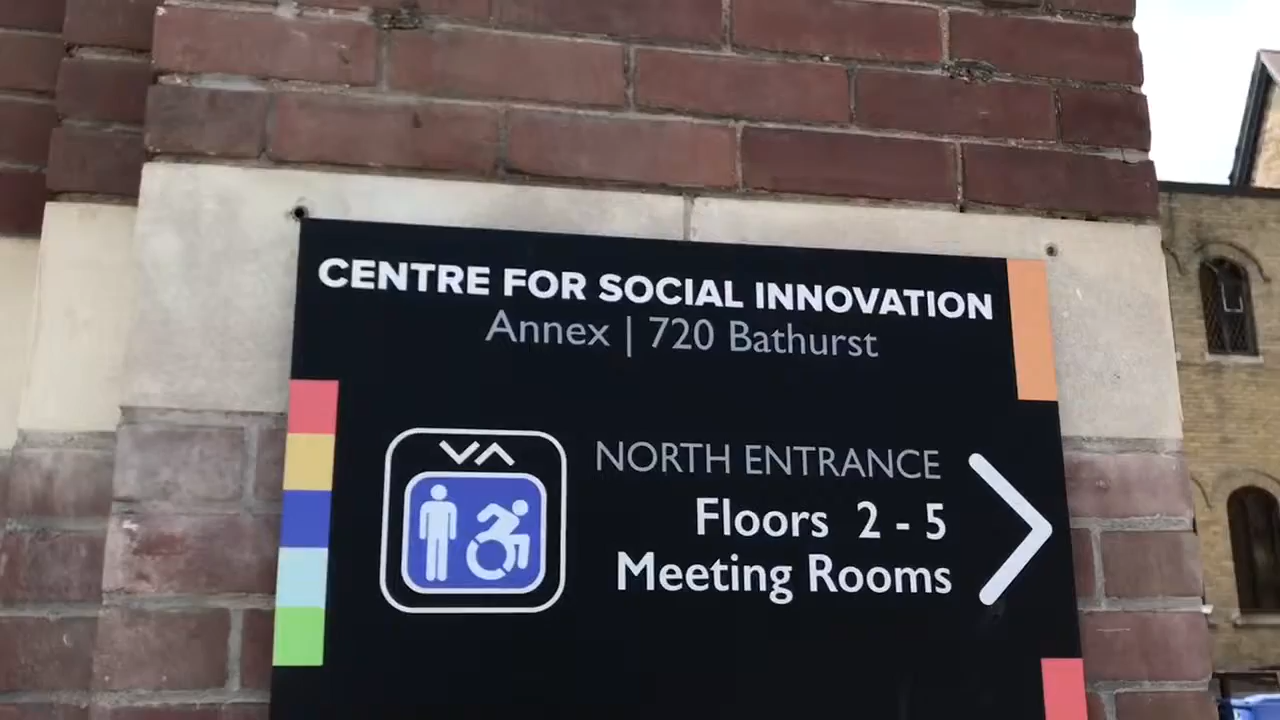 CENTRE FOR SOCIAL INNOVATION
Annex | 720 Bathurst
NORTH ENTRANCE
Floors 2 - 5
Meeting Rooms